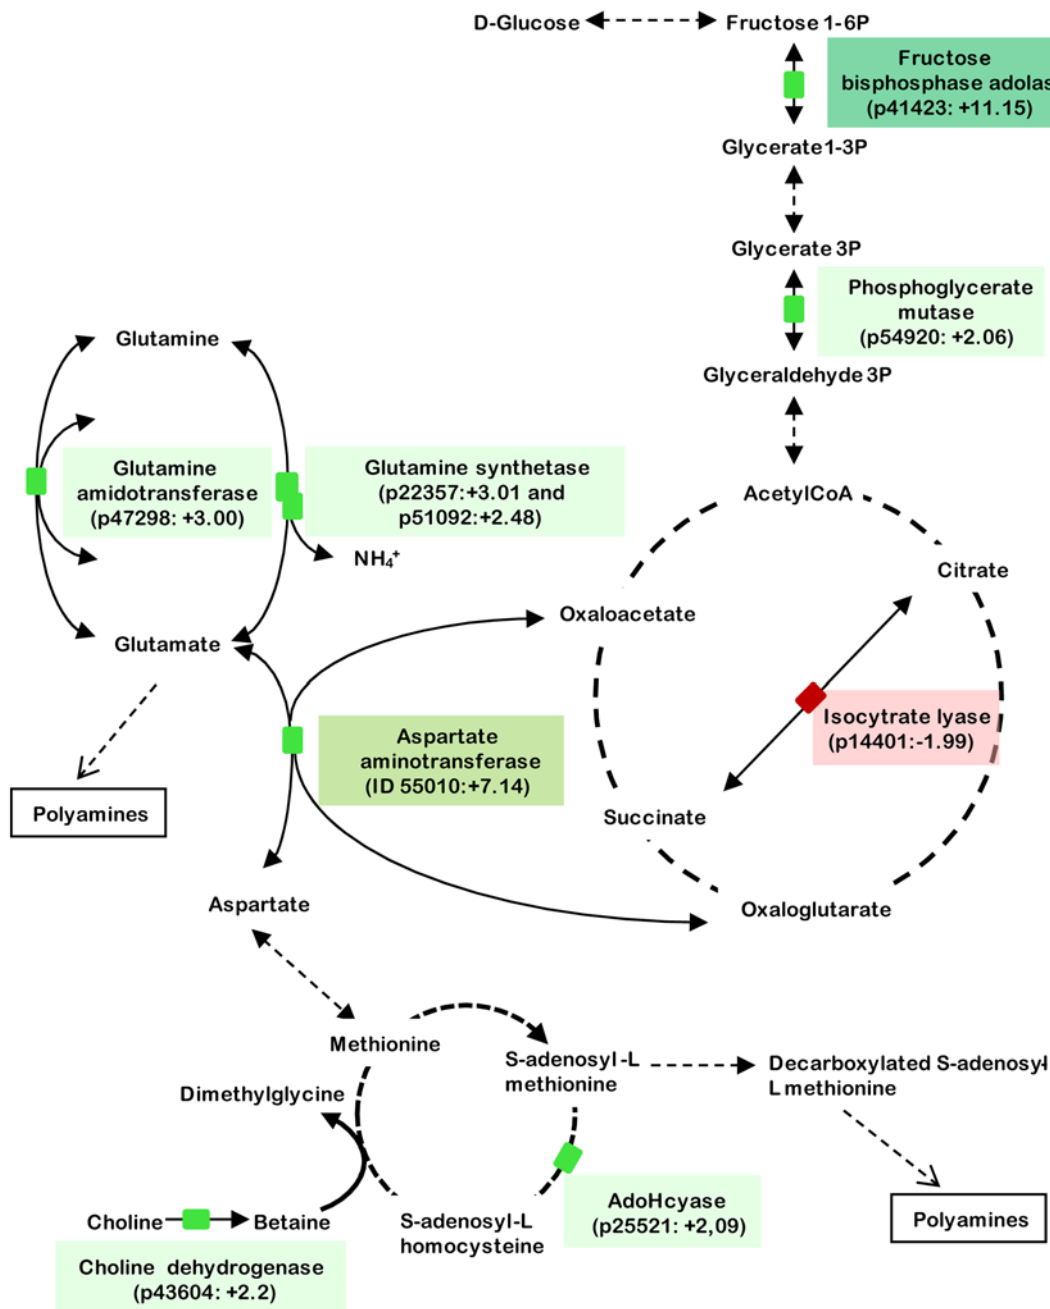 D-Glucose
Fructose 1-6P
Fructose
bisphosphase adolas
(p41423: +11.15)
Glycerate 1-3P
Glycerate 3P
Phosphoglycerate
mutase
(p54920: +2.06)
Glyceraldehyde 3P
Glutamine
Glutamine
amidotransferase
(p47298: +3.00)
Glutamine synthetase
(p22357:+3.01 and
p51092:+2.48)
NH₄⁺
AcetylCoA
Citrate
Oxaloacetate
Glutamate
Isocytrate lyase
(p14401:-1.99)
Aspartate
aminotransferase
(ID 55010:+7.14)
Polyamines
Succinate
Aspartate
Oxaloglutarate
Methionine
S-adenosyl-L
methionine
Decarboxylated S-adenosyl-
L methionine
Dimethylglycine
Choline
Betaine
S-adenosyl-L
homocysteine
AdoHcyase
(p25521: +2,09)
Polyamines
Choline dehydrogenase
(p43604: +2.2)